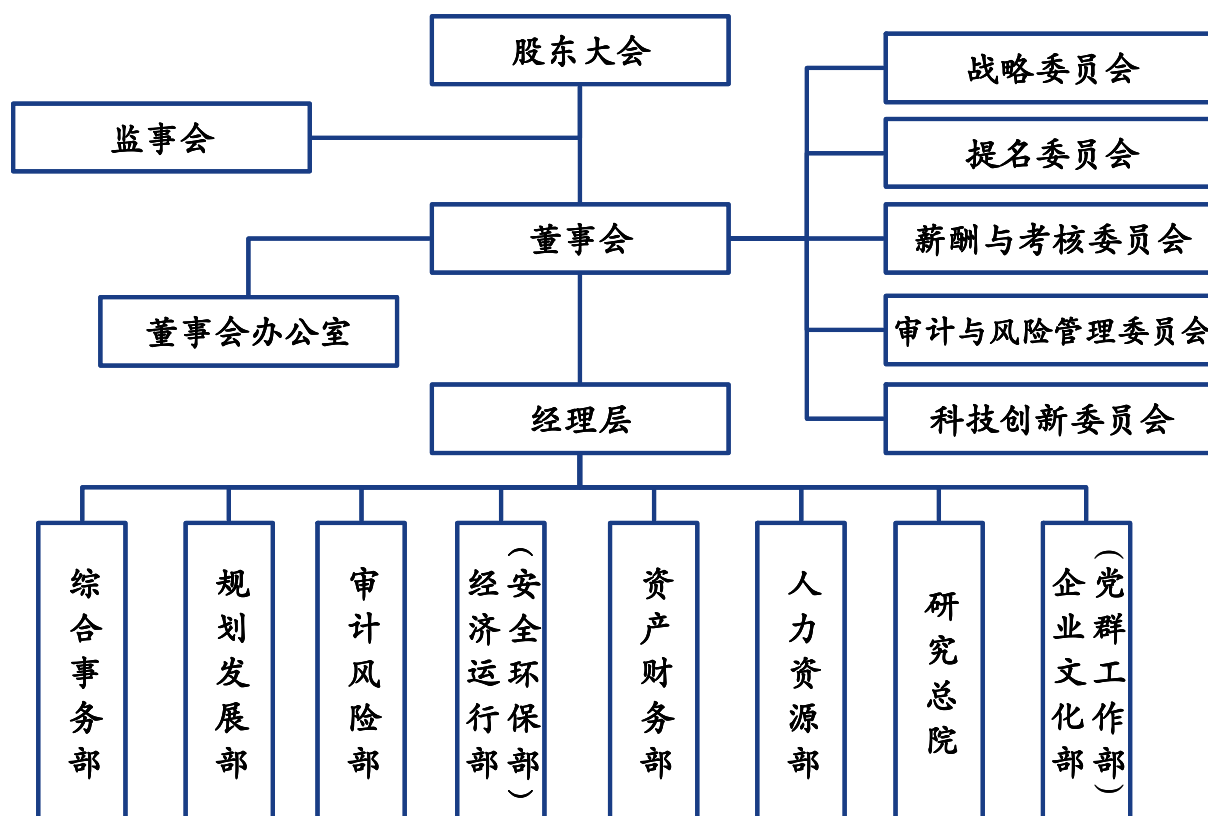 股东大会
战略委员会
监事会
提名委员会
董事会
薪酬与考核委员会
董事会办公室
审计与风险管理委员会
经理层
科技创新委员会
综合事务部
规划发展部
审计风险部
经济运行部
（安全环保部）
资产财务部
人力资源部
研究总院
企业文化部
（党群工作部）